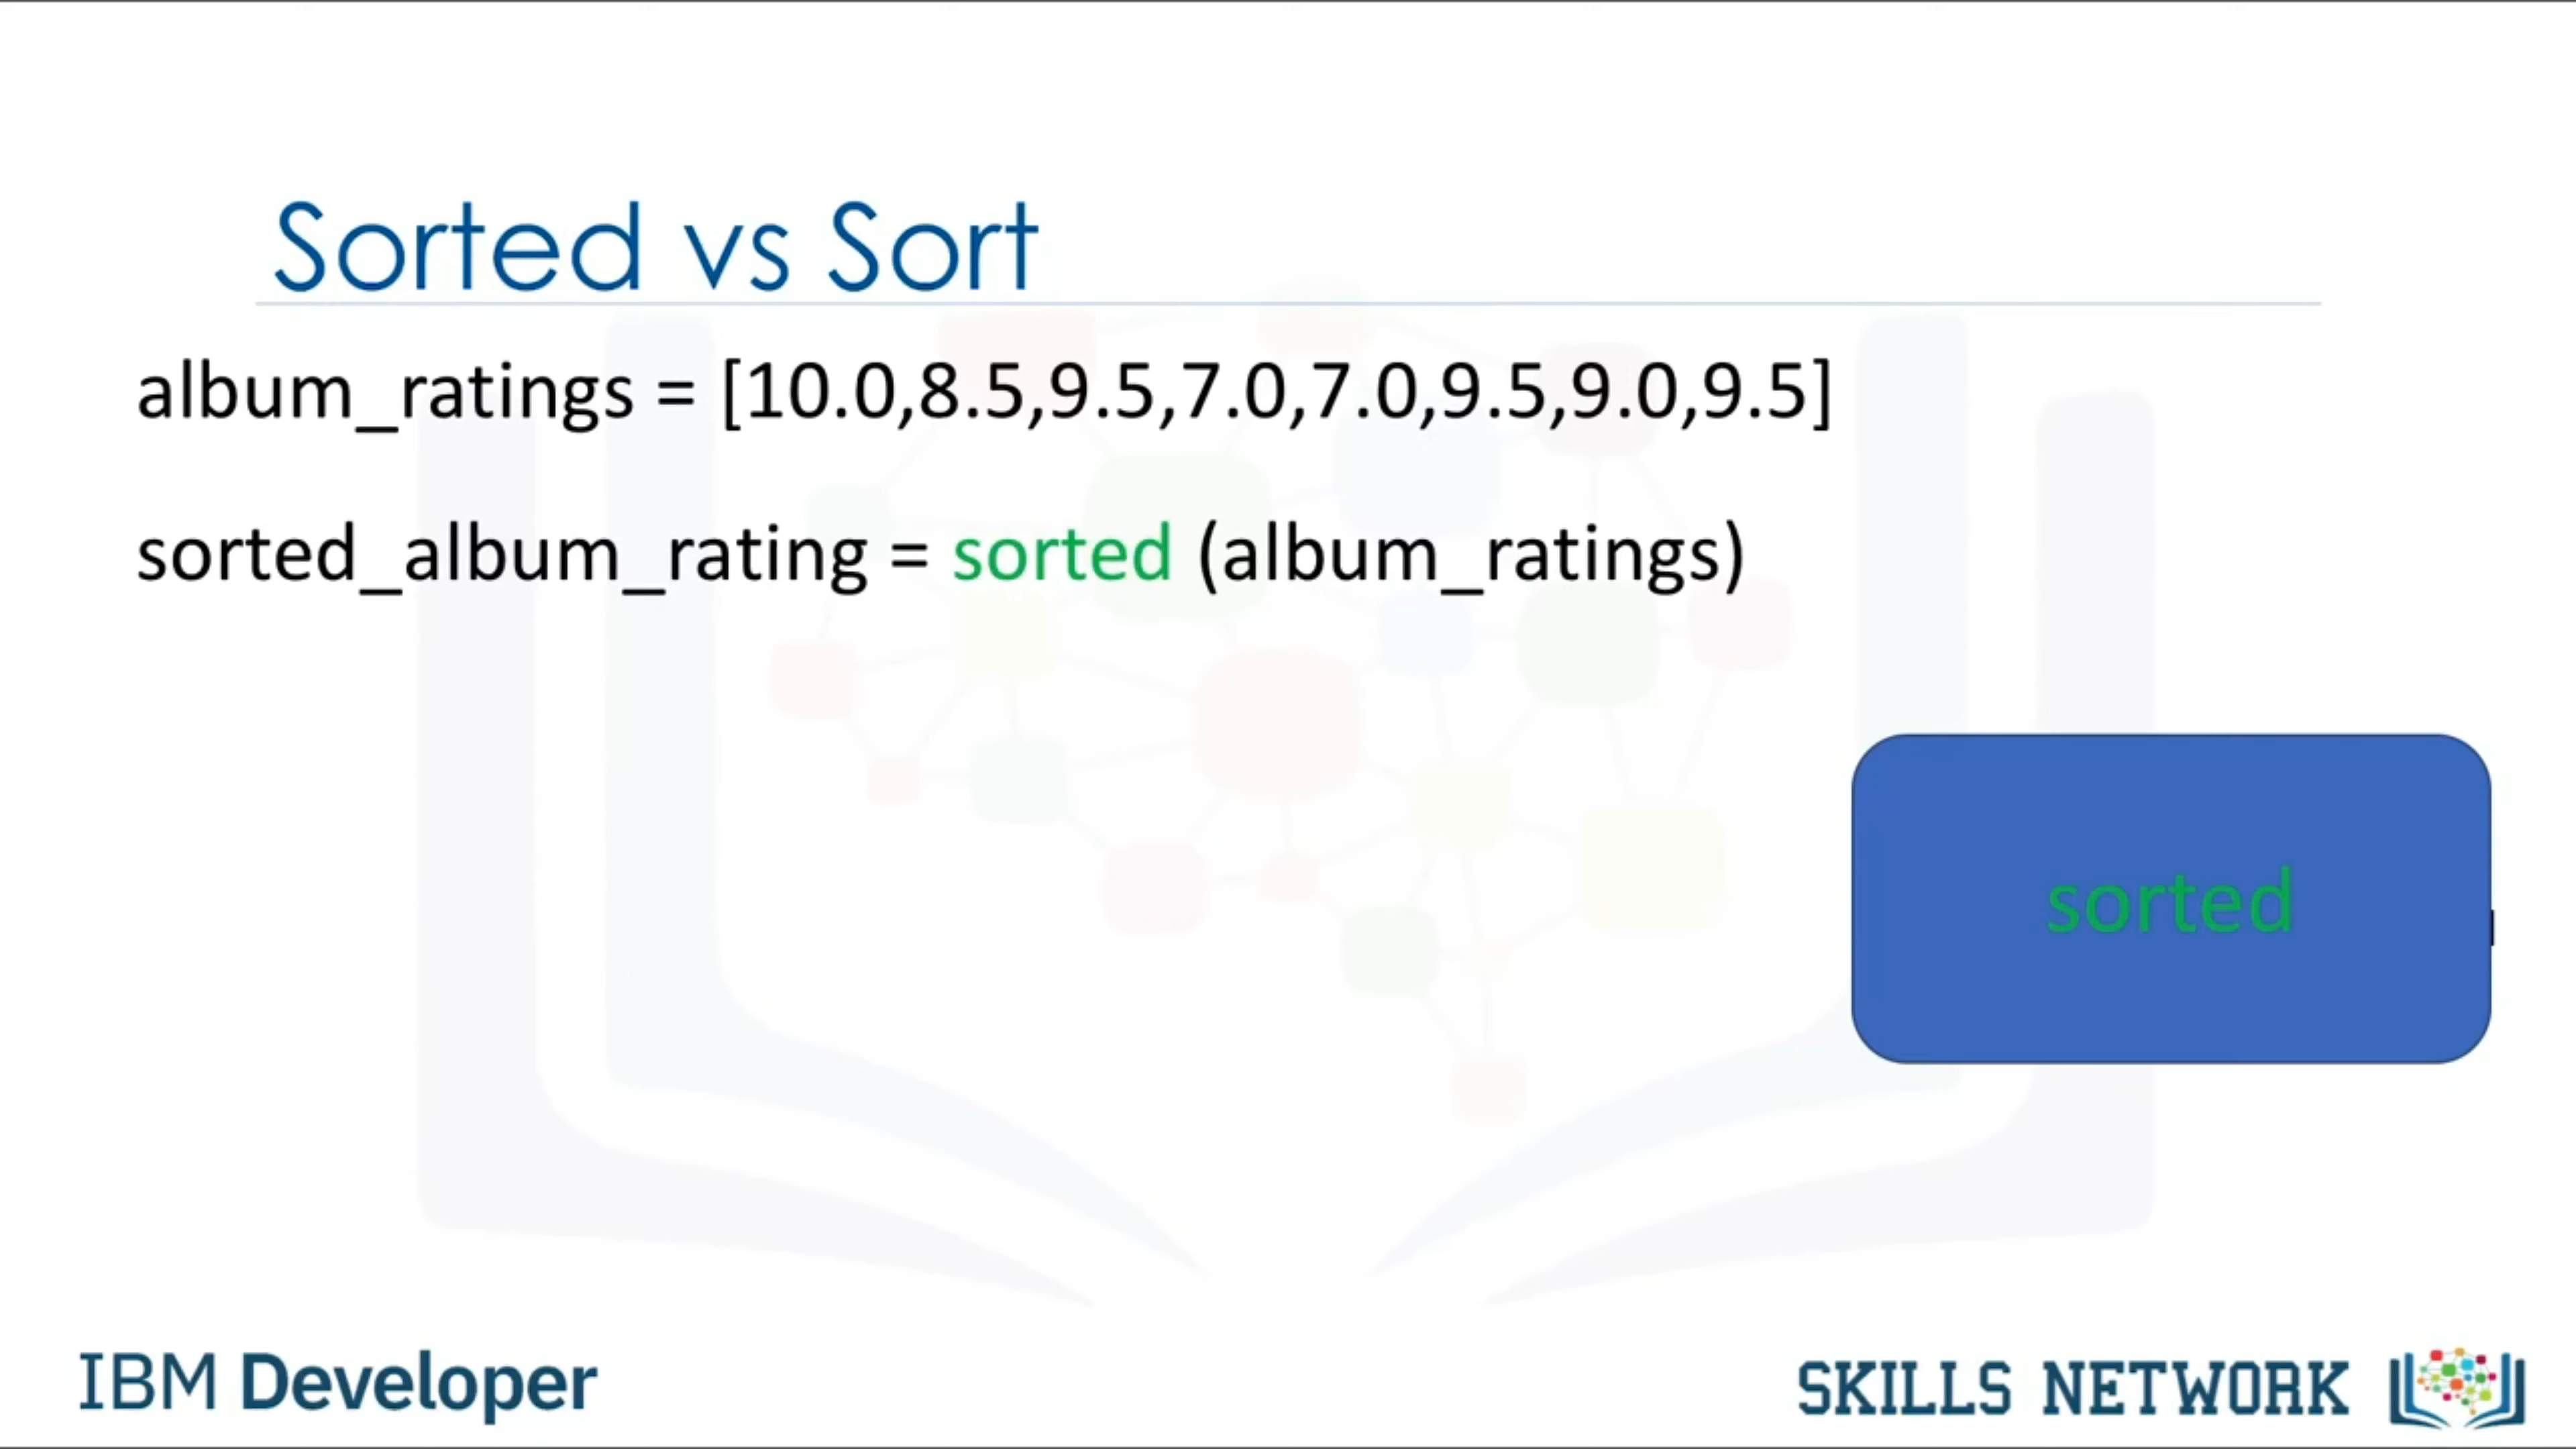 Sorted vs Sort
album_ratings = [10.0,8.5,9.5,7.0,7.0,9.5,9.0,9.5]
sorted_album_rating = sorted (album_ratings)
sorted
IBM Developer
SKILLS NETWORK